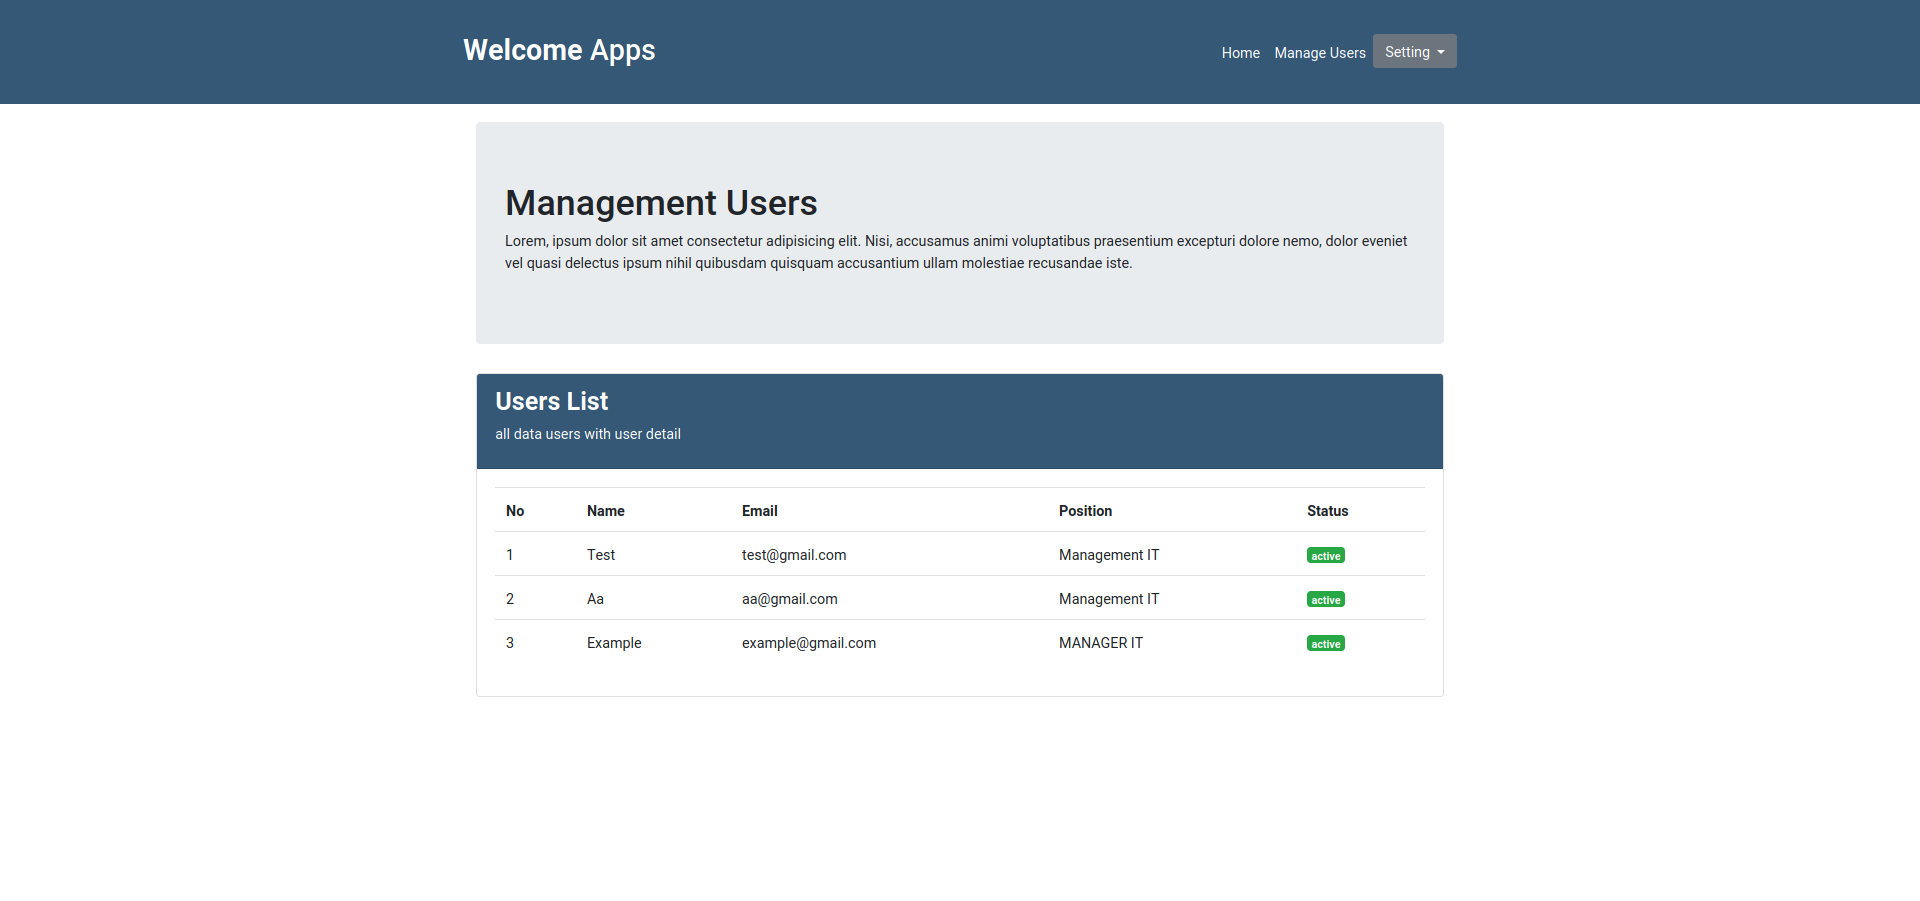 Welcome Apps
Home Manage Users Setting
Management Users
Lorem, ipsum dolor sit amet consectetur adipisicing elit. Nisi, accusamus animi voluptatibus praesentium excepturi dolore nemo, dolor eveniet
vel quasi delectus ipsum nihil quibusdam quisquam accusantium ullam molestiae recusandae iste.
Users List
all data users with user detail
No Name Email Position Status
1 Test test@gmail.com Management IT active
2 Aa aa@gmail.com Management IT active
3 Example example@gmail.com MANAGER IT active